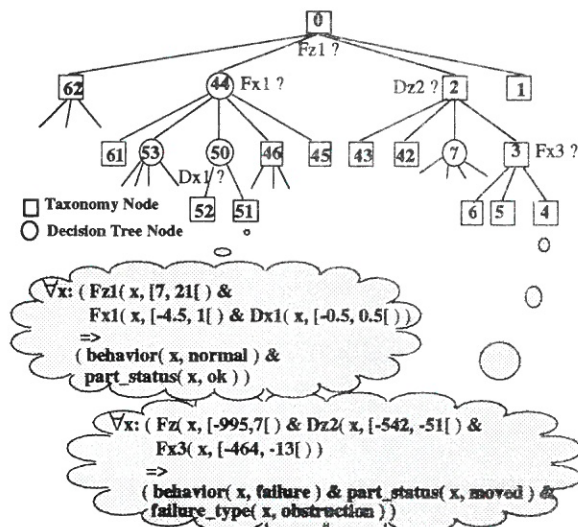 0
Fz1 ?
62 44 Fx1 ? Dz2 ? 2 1
61 53 50 46 45 43 42 7 3 Fx3 ?
Dx1 ?
52 51 6 5 4
Taxonomy Node
Decision Tree Node
∀x: ( Fz1( x, [7, 21[ ) &
Fx1( x, [-4.5, 1[ ) & Dx1( x, [-0.5, 0.5[ ) )
=>
( behavior( x, normal ) &
part_status( x, ok ) )
∀x: ( Fz( x, [-995,7[ ) & Dz2( x, [-542, -51[ ) &
Fx3( x, [-464, -13[ ) )
=>
( behavior( x, failure ) & part_status( x, moved ) &
failure_type( x, obstruction ) )